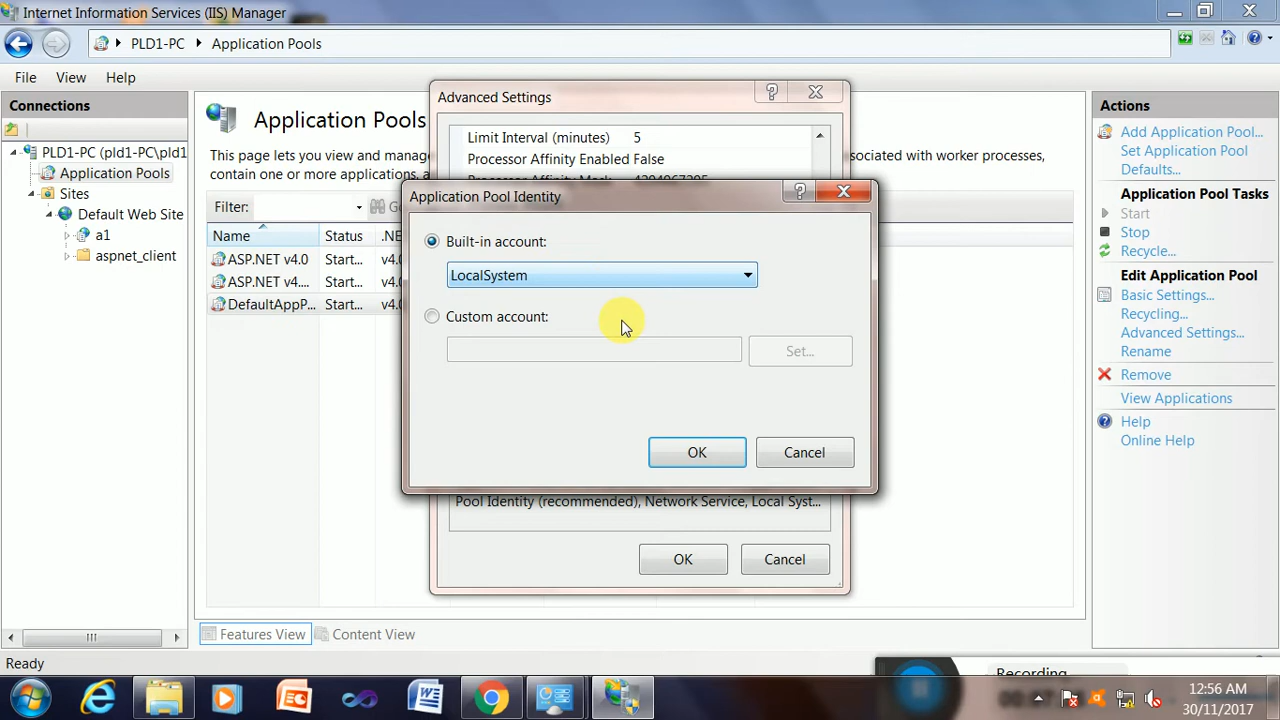 Internet Information Services (IIS) Manager
PLD1-PC
Application Pools
File
View
Help
Connections
PLD1-PC (pld1-PC\pld1
Application Pools
Sites
Default Web Site
a1
aspnet_client
Application Pools
This page lets you view and manage
associated with worker processes,
contain one or more applications, a
Filter:
Name
Status
.NE
ASP.NET v4.0
Start...
v4.0
ASP.NET v4....
Start...
v4.0
DefaultAppP...
Start...
v4.0
Advanced Settings
Limit Interval (minutes)
5
Processor Affinity Enabled
False
Application Pool Identity
Built-in account:
LocalSystem
Custom account:
Set...
OK
Cancel
Pool Identity (recommended), Network Service, Local Syst...
OK
Cancel
Features View
Content View
Actions
Add Application Pool...
Set Application Pool
Defaults...
Application Pool Tasks
Start
Stop
Recycle...
Edit Application Pool
Basic Settings...
Recycling...
Advanced Settings...
Rename
Remove
View Applications
Help
Online Help
Ready
Recording
12:56 AM
30/11/2017